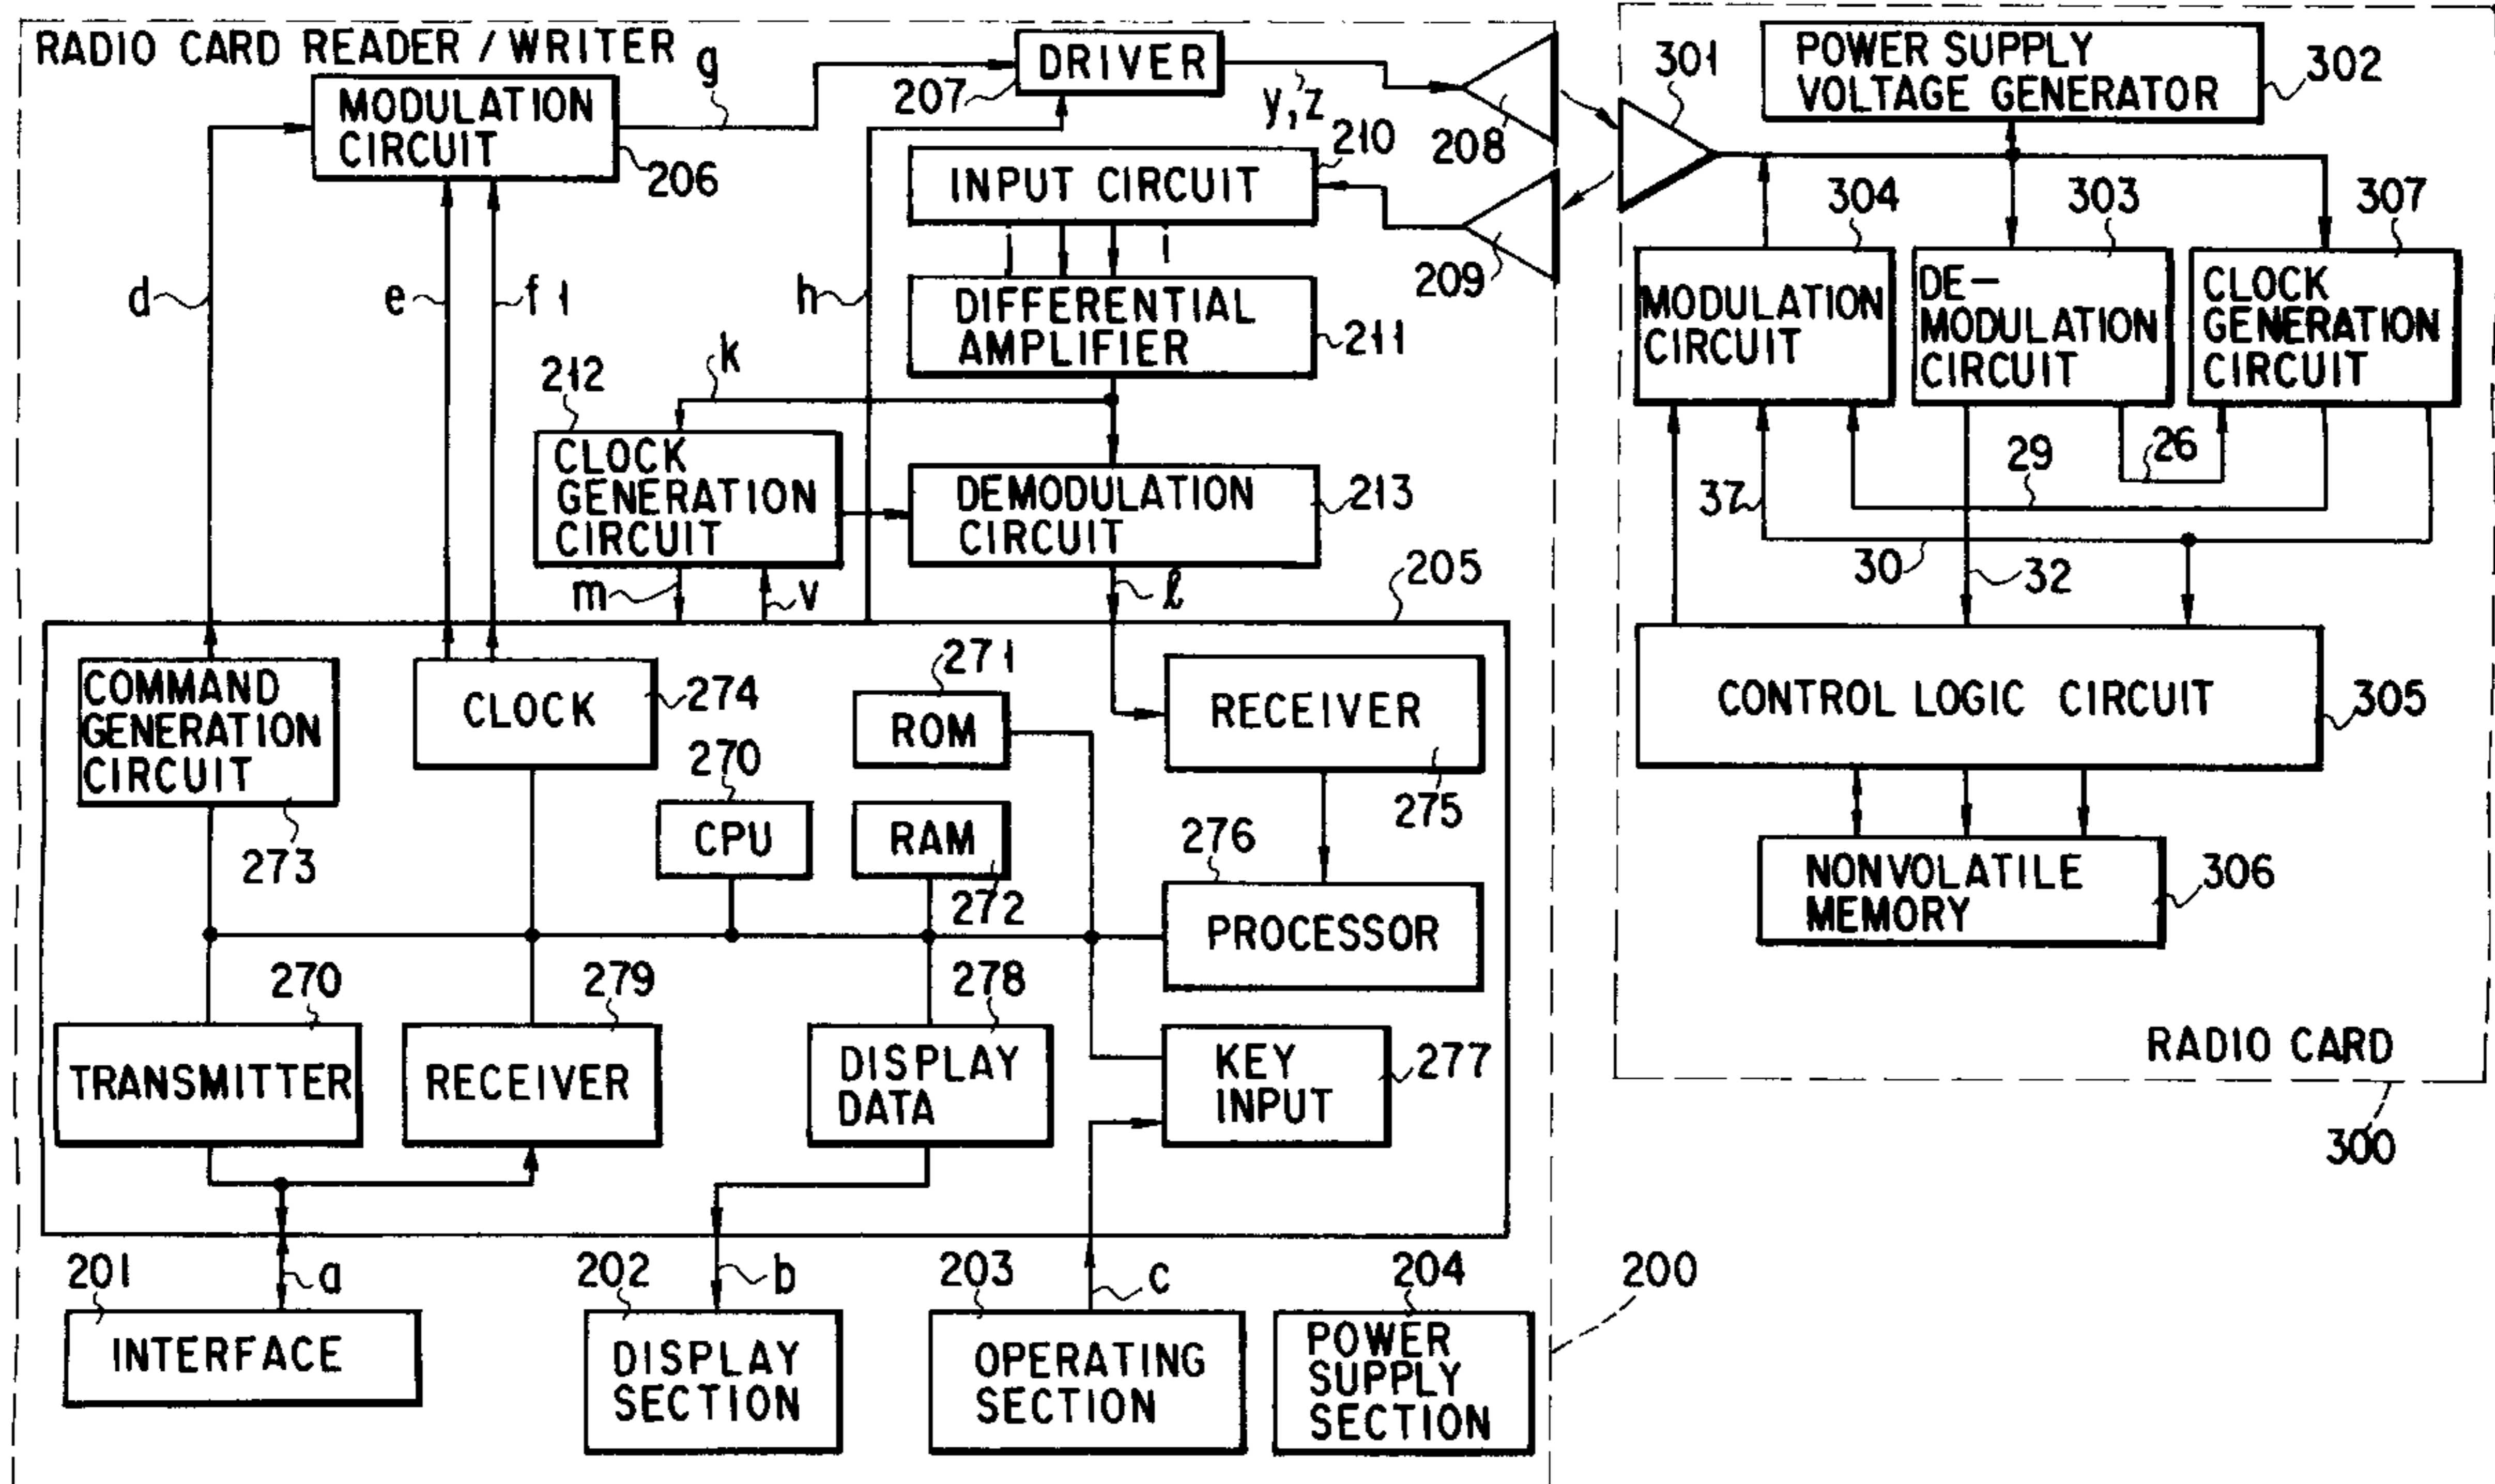 RADIO CARD READER / WRITER
g
DRIVER
207
y,z
208
301
POWER SUPPLY
VOLTAGE GENERATOR
302
MODULATION
CIRCUIT
206
210
INPUT CIRCUIT
209
304
303
307
d
e
f1
h
j
i
DIFFERENTIAL
AMPLIFIER
211
MODULATION
CIRCUIT
DE-
MODULATION
CIRCUIT
CLOCK
GENERATION
CIRCUIT
212
k
CLOCK
GENERATION
CIRCUIT
DEMODULATION
CIRCUIT
213
37
29
26
30
32
m
v
ℓ
205
COMMAND
GENERATION
CIRCUIT
273
CLOCK
274
271
ROM
RECEIVER
275
CONTROL LOGIC CIRCUIT
305
270
CPU
RAM
272
276
PROCESSOR
NONVOLATILE
MEMORY
306
270
TRANSMITTER
279
RECEIVER
278
DISPLAY
DATA
KEY
INPUT
277
RADIO CARD
300
201
a
INTERFACE
202
b
DISPLAY
SECTION
203
c
OPERATING
SECTION
204
POWER
SUPPLY
SECTION
200